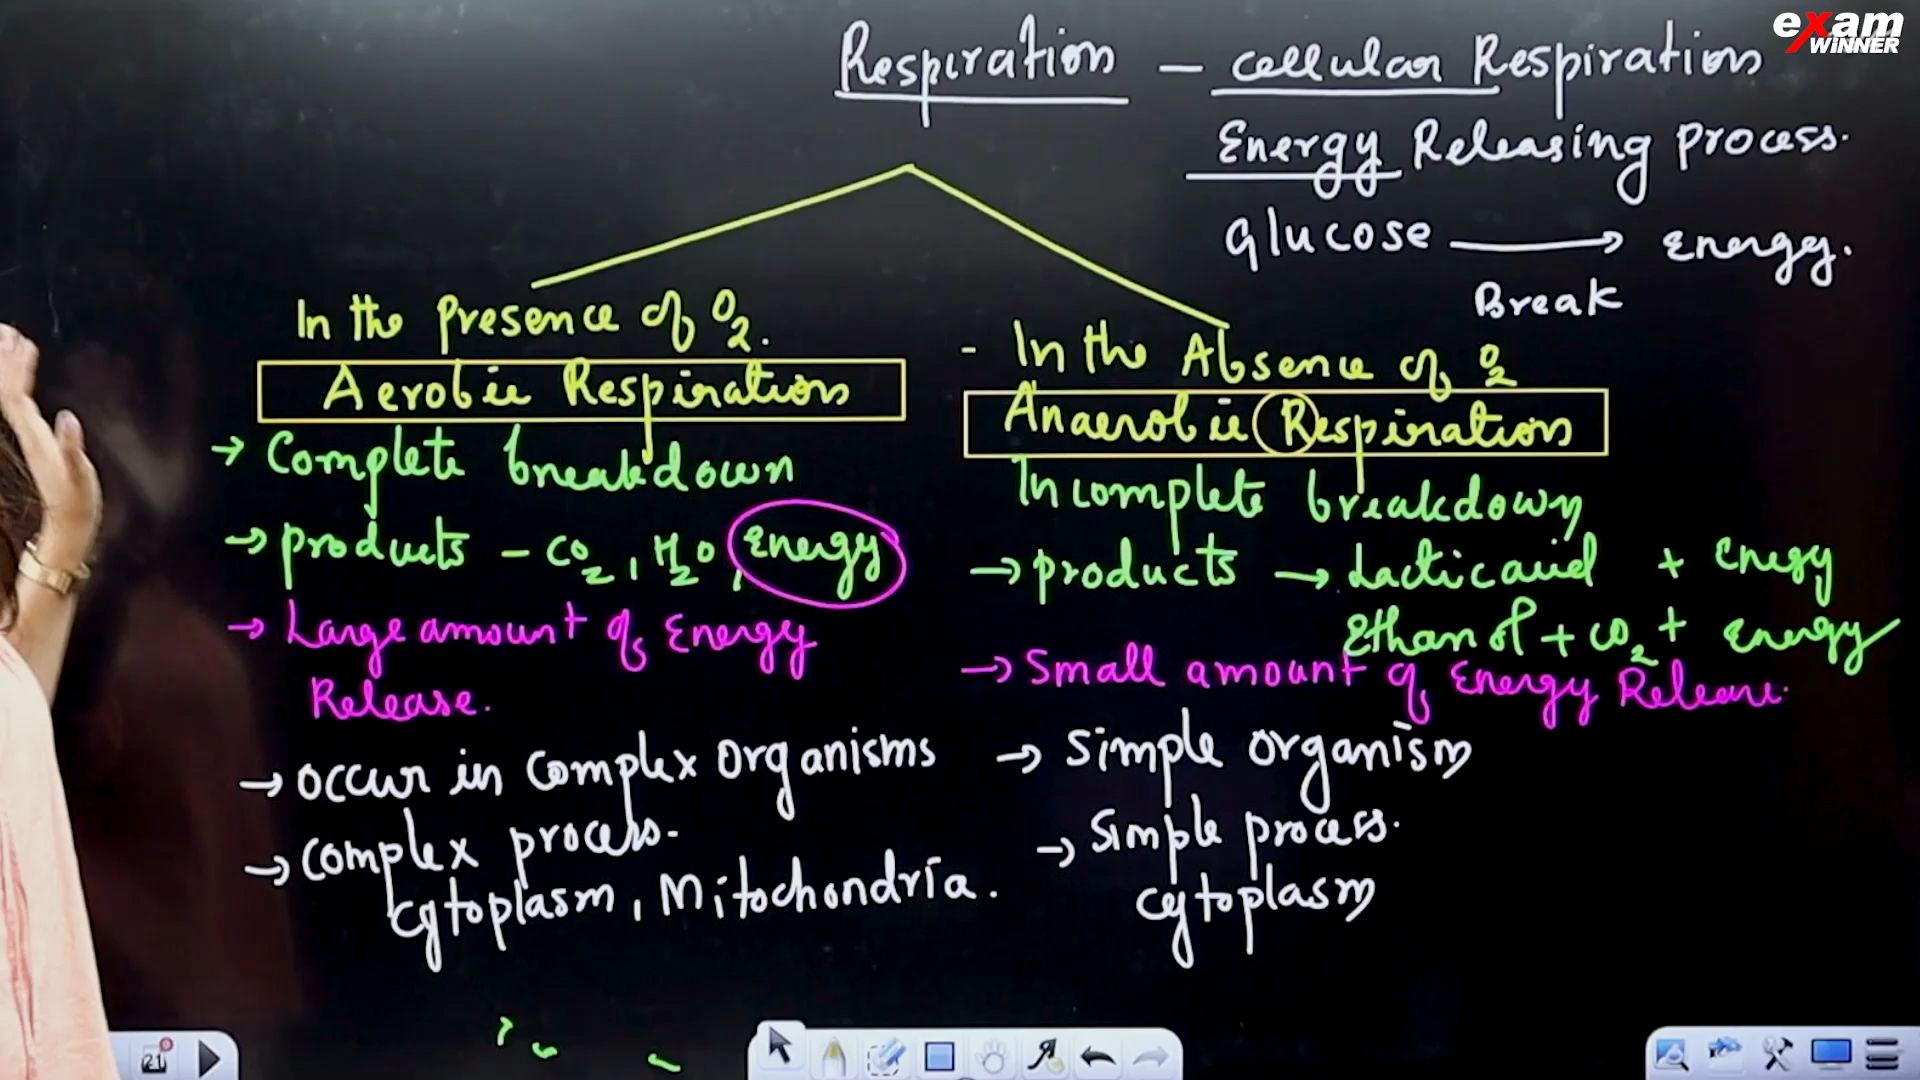 exam
WINNER
Respiration - cellular Respiration
Energy Releasing process.
glucose → Energy.
Break
In the presence of O2.
Aerobic Respiration
→ Complete breakdown
→ products - CO2, H2O, Energy
→ Large amount of Energy
Release.
→ occur in complex organisms
→ complex process.
cytoplasm, Mitochondria.
- In the Absence of O2
Anaerobic Respiration
Incomplete breakdown
→ products → Lactic acid + Energy
Ethanol + CO2 + Energy
→ Small amount of Energy Release.
→ Simple organism
→ Simple process.
cytoplasm
21